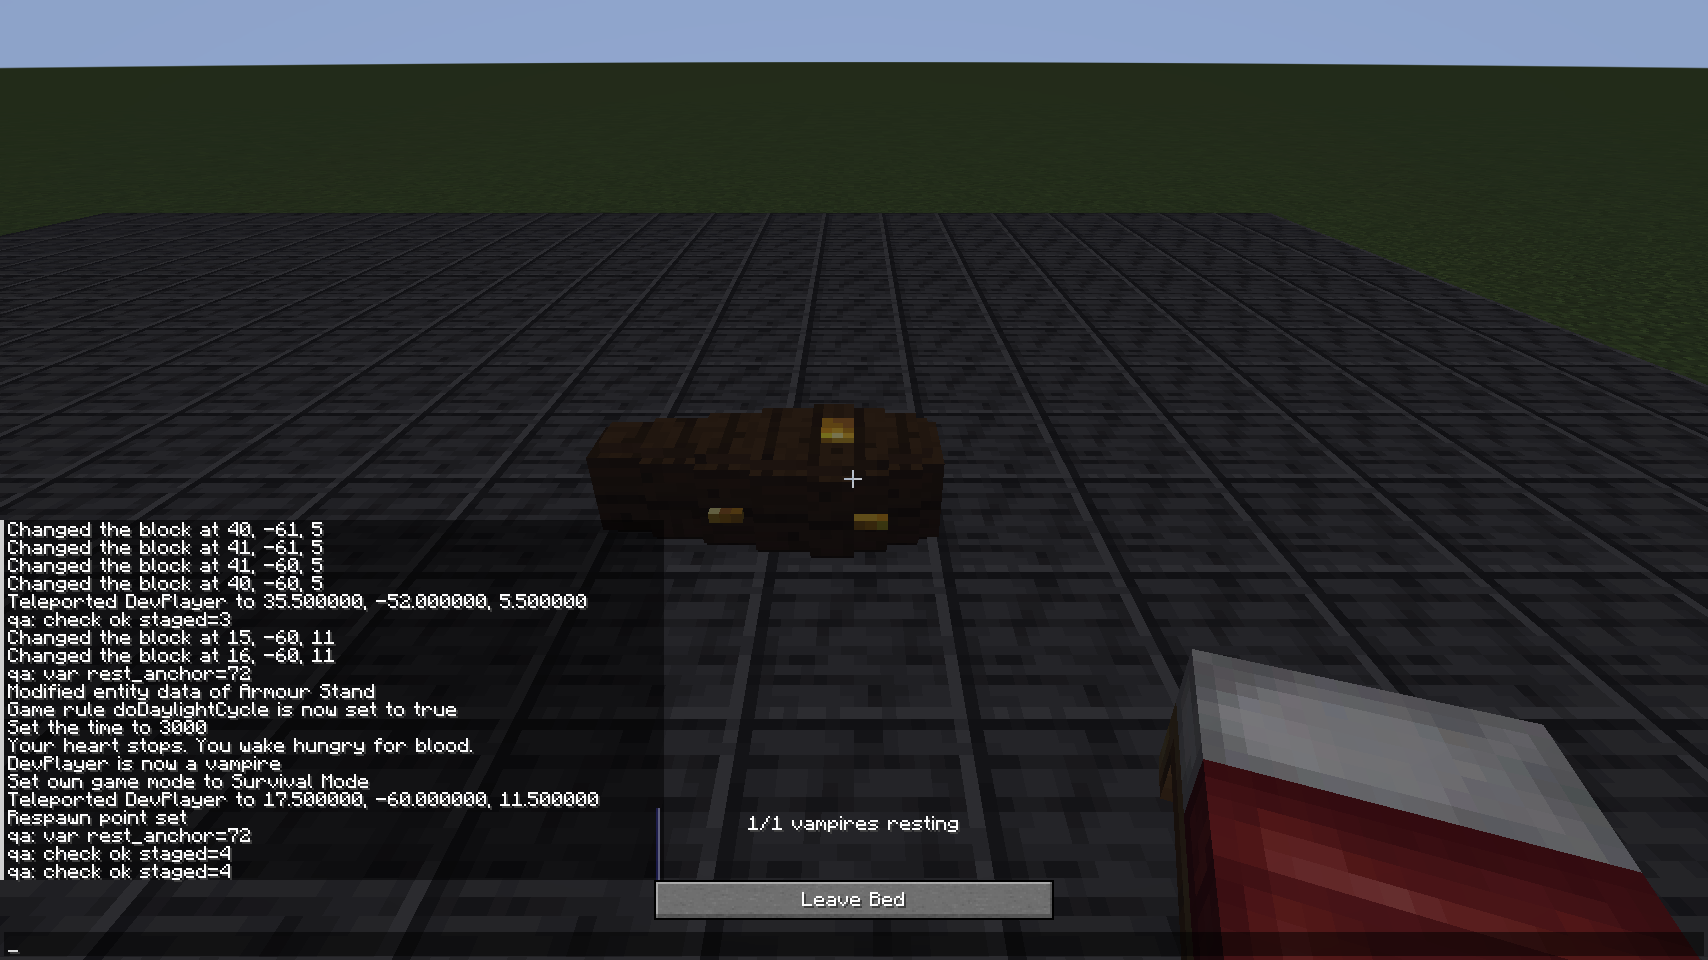 Changed the block at 40, -61, 5
Changed the block at 41, -61, 5
Changed the block at 41, -60, 5
Changed the block at 40, -60, 5
Teleported DevPlayer to 35.500000, -52.000000, 5.500000
qa: check ok staged=3
Changed the block at 15, -60, 11
Changed the block at 16, -60, 11
qa: var rest_anchor=72
Modified entity data of Armour Stand
Game rule doDaylightCycle is now set to true
Set the time to 3000
Your heart stops. You wake hungry for blood.
DevPlayer is now a vampire
Set own game mode to Survival Mode
Teleported DevPlayer to 17.500000, -60.000000, 11.500000
Respawn point set
qa: var rest_anchor=72
qa: check ok staged=4
qa: check ok staged=4
1/1 vampires resting
Leave Bed
_